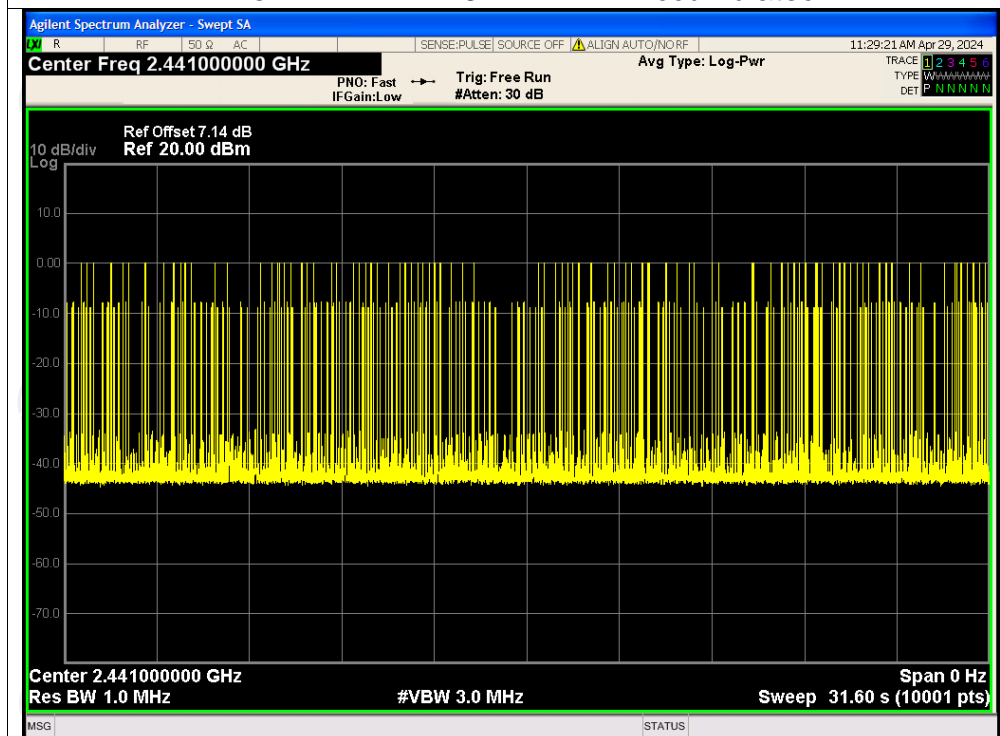 Agilent Spectrum Analyzer - Swept SA
LXI R RF 50 Ω AC SENSE:PULSE SOURCE OFF ALIGN AUTO/NO RF 11:29:21 AM Apr 29, 2024
Center Freq 2.441000000 GHz Avg Type: Log-Pwr TRACE 1 2 3 4 5 6
PNO: Fast Trig: Free Run TYPE W
IFGain:Low #Atten: 30 dB DET P N N N N N
Ref Offset 7.14 dB
10 dB/div Ref 20.00 dBm
Log
10.0
0.00
-10.0
-20.0
-30.0
-40.0
-50.0
-60.0
-70.0
Center 2.441000000 GHz Span 0 Hz
Res BW 1.0 MHz #VBW 3.0 MHz Sweep 31.60 s (10001 pts)
MSG STATUS